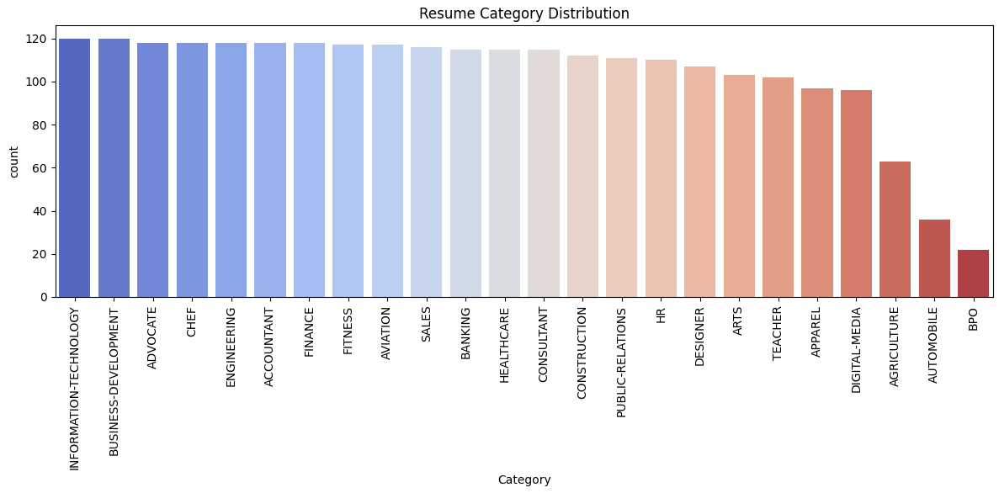 Resume Category Distribution
count
120
100
80
60
40
20
0
INFORMATION-TECHNOLOGY
BUSINESS-DEVELOPMENT
ADVOCATE
CHEF
ENGINEERING
ACCOUNTANT
FINANCE
FITNESS
AVIATION
SALES
BANKING
HEALTHCARE
CONSULTANT
CONSTRUCTION
PUBLIC-RELATIONS
HR
DESIGNER
ARTS
TEACHER
APPAREL
DIGITAL-MEDIA
AGRICULTURE
AUTOMOBILE
BPO
Category